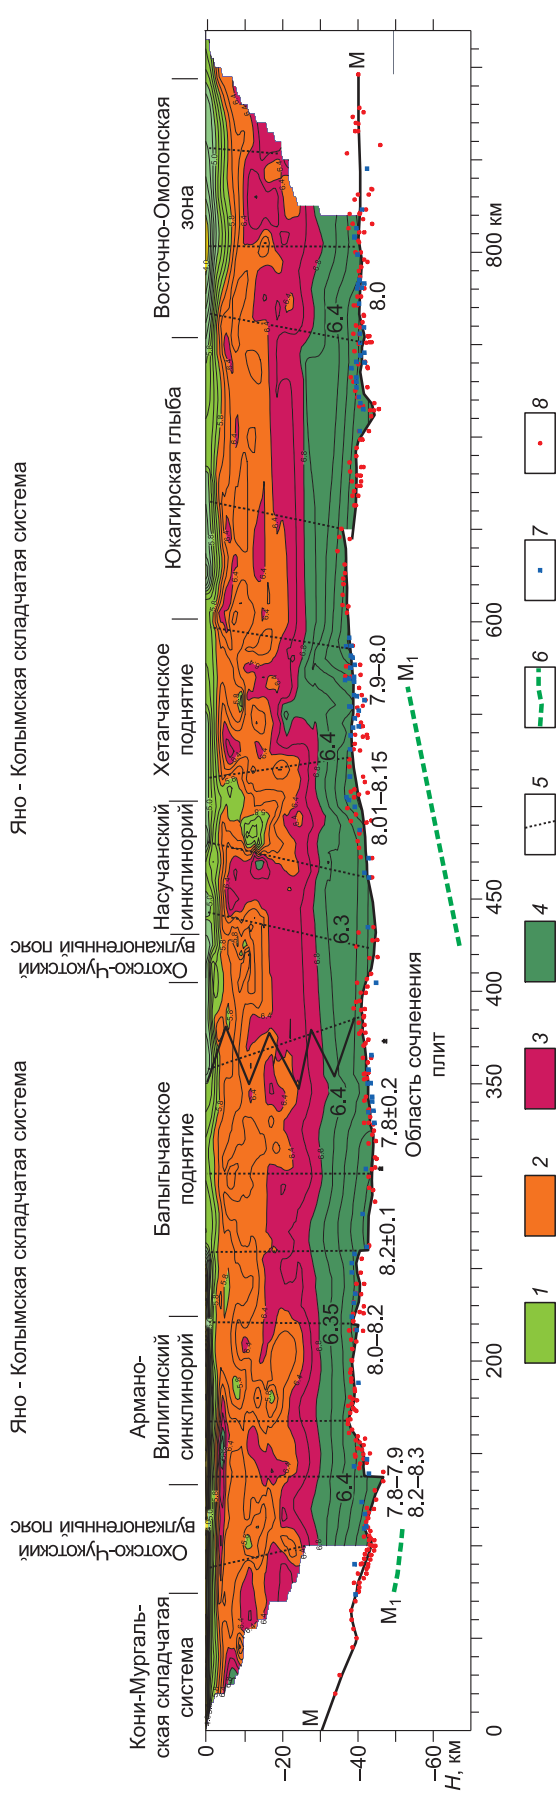 Яно - Колымская складчатая система
Яно - Колымская складчатая система
Кони-Мургаль-
ская складчатая
система
Охотско-Чукотский
вулканогенный пояс
Армано-
Вилигинский
синклинорий
Балыгычанское
поднятие
Охотско-Чукотский
вулканогенный пояс
Насучанский
синклинорий
Хетагчанское
поднятие
Юкагирская глыба
Восточно-Омолонская
зона
0
–20
–40
–60
H, км
M
M
6.4
6.35
6.4
6.3
6.4
6.4
7.8–7.9
8.2–8.3
8.0–8.2
8.2±0.1
7.8±0.2
8.01–8.15
7.9–8.0
8.0
M1
M1
Область сочленения
плит
0
200
350
400
450
600
800 км
1
2
3
4
5
6
7
8